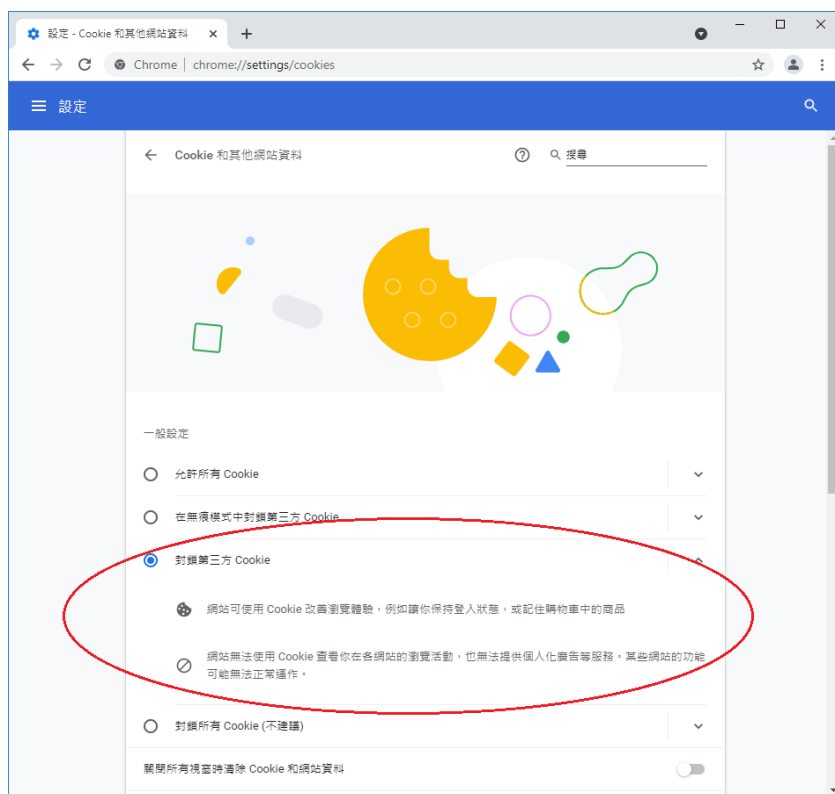 設定 - Cookie 和其他網站資料
Chrome | chrome://settings/cookies
設定
Cookie 和其他網站資料
搜尋
一般設定
允許所有 Cookie
在無痕模式中封鎖第三方 Cookie
封鎖第三方 Cookie
網站可使用 Cookie 改善瀏覽體驗，例如讓你保持登入狀態，或記住購物車中的商品
網站無法使用 Cookie 查看你在各網站的瀏覽活動，也無法提供個人化廣告等服務。某些網站的功能
可能無法正常運作。
封鎖所有 Cookie (不建議)
關閉所有視窗時清除 Cookie 和網站資料